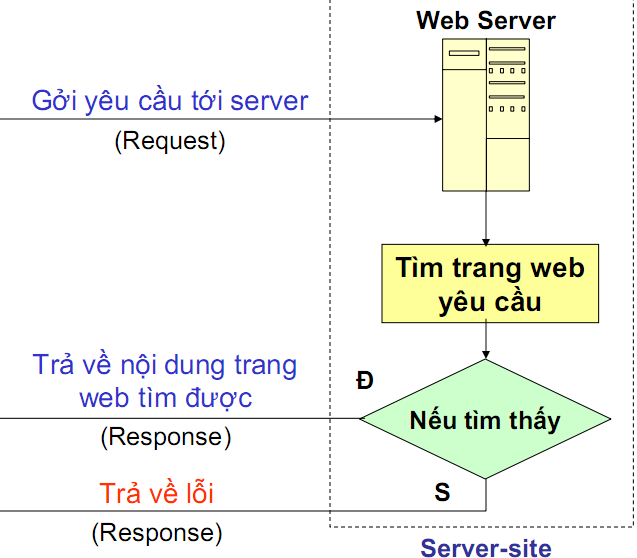 Web Server
Gởi yêu cầu tới server
(Request)
Tìm trang web
yêu cầu
Trả về nội dung trang
web tìm được
(Response)
Đ
Nếu tìm thấy
Trả về lỗi
(Response)
S
Server-site